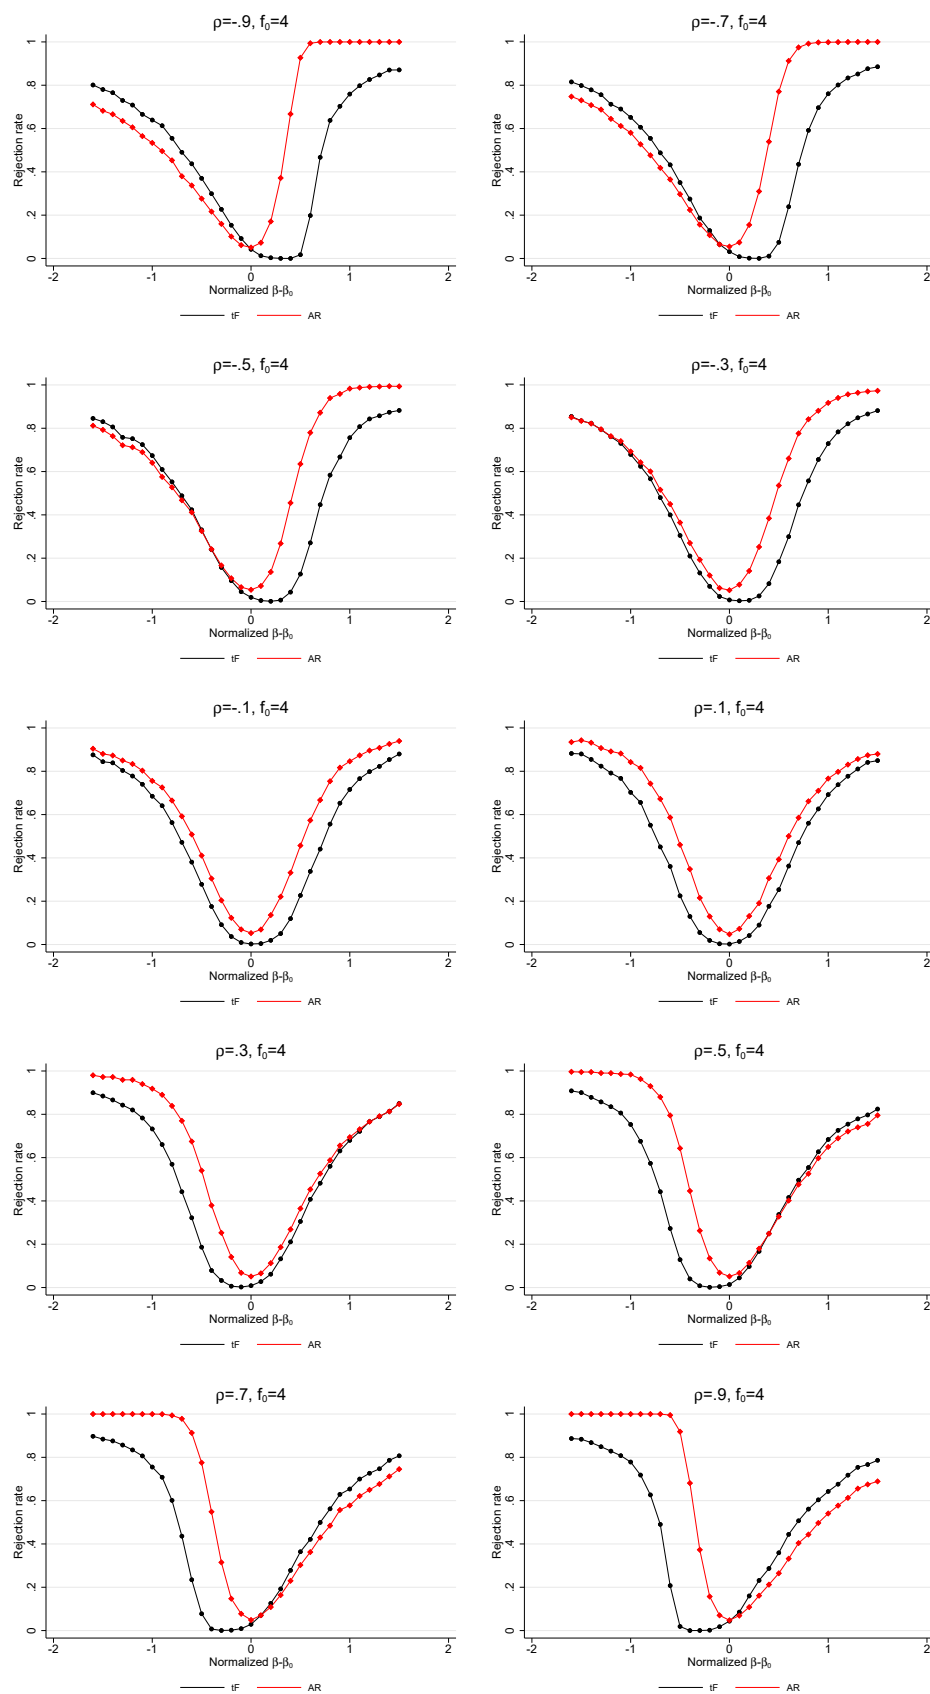 ρ=-.9, f₀=4
Rejection rate
1
.8
.6
.4
.2
0
-2 -1 0 1 2
Normalized β-β₀
tF AR
ρ=-.7, f₀=4
Rejection rate
1
.8
.6
.4
.2
0
-2 -1 0 1 2
Normalized β-β₀
tF AR
ρ=-.5, f₀=4
Rejection rate
1
.8
.6
.4
.2
0
-2 -1 0 1 2
Normalized β-β₀
tF AR
ρ=-.3, f₀=4
Rejection rate
1
.8
.6
.4
.2
0
-2 -1 0 1 2
Normalized β-β₀
tF AR
ρ=-.1, f₀=4
Rejection rate
1
.8
.6
.4
.2
0
-2 -1 0 1 2
Normalized β-β₀
tF AR
ρ=.1, f₀=4
Rejection rate
1
.8
.6
.4
.2
0
-2 -1 0 1 2
Normalized β-β₀
tF AR
ρ=.3, f₀=4
Rejection rate
1
.8
.6
.4
.2
0
-2 -1 0 1 2
Normalized β-β₀
tF AR
ρ=.5, f₀=4
Rejection rate
1
.8
.6
.4
.2
0
-2 -1 0 1 2
Normalized β-β₀
tF AR
ρ=.7, f₀=4
Rejection rate
1
.8
.6
.4
.2
0
-2 -1 0 1 2
Normalized β-β₀
tF AR
ρ=.9, f₀=4
Rejection rate
1
.8
.6
.4
.2
0
-2 -1 0 1 2
Normalized β-β₀
tF AR